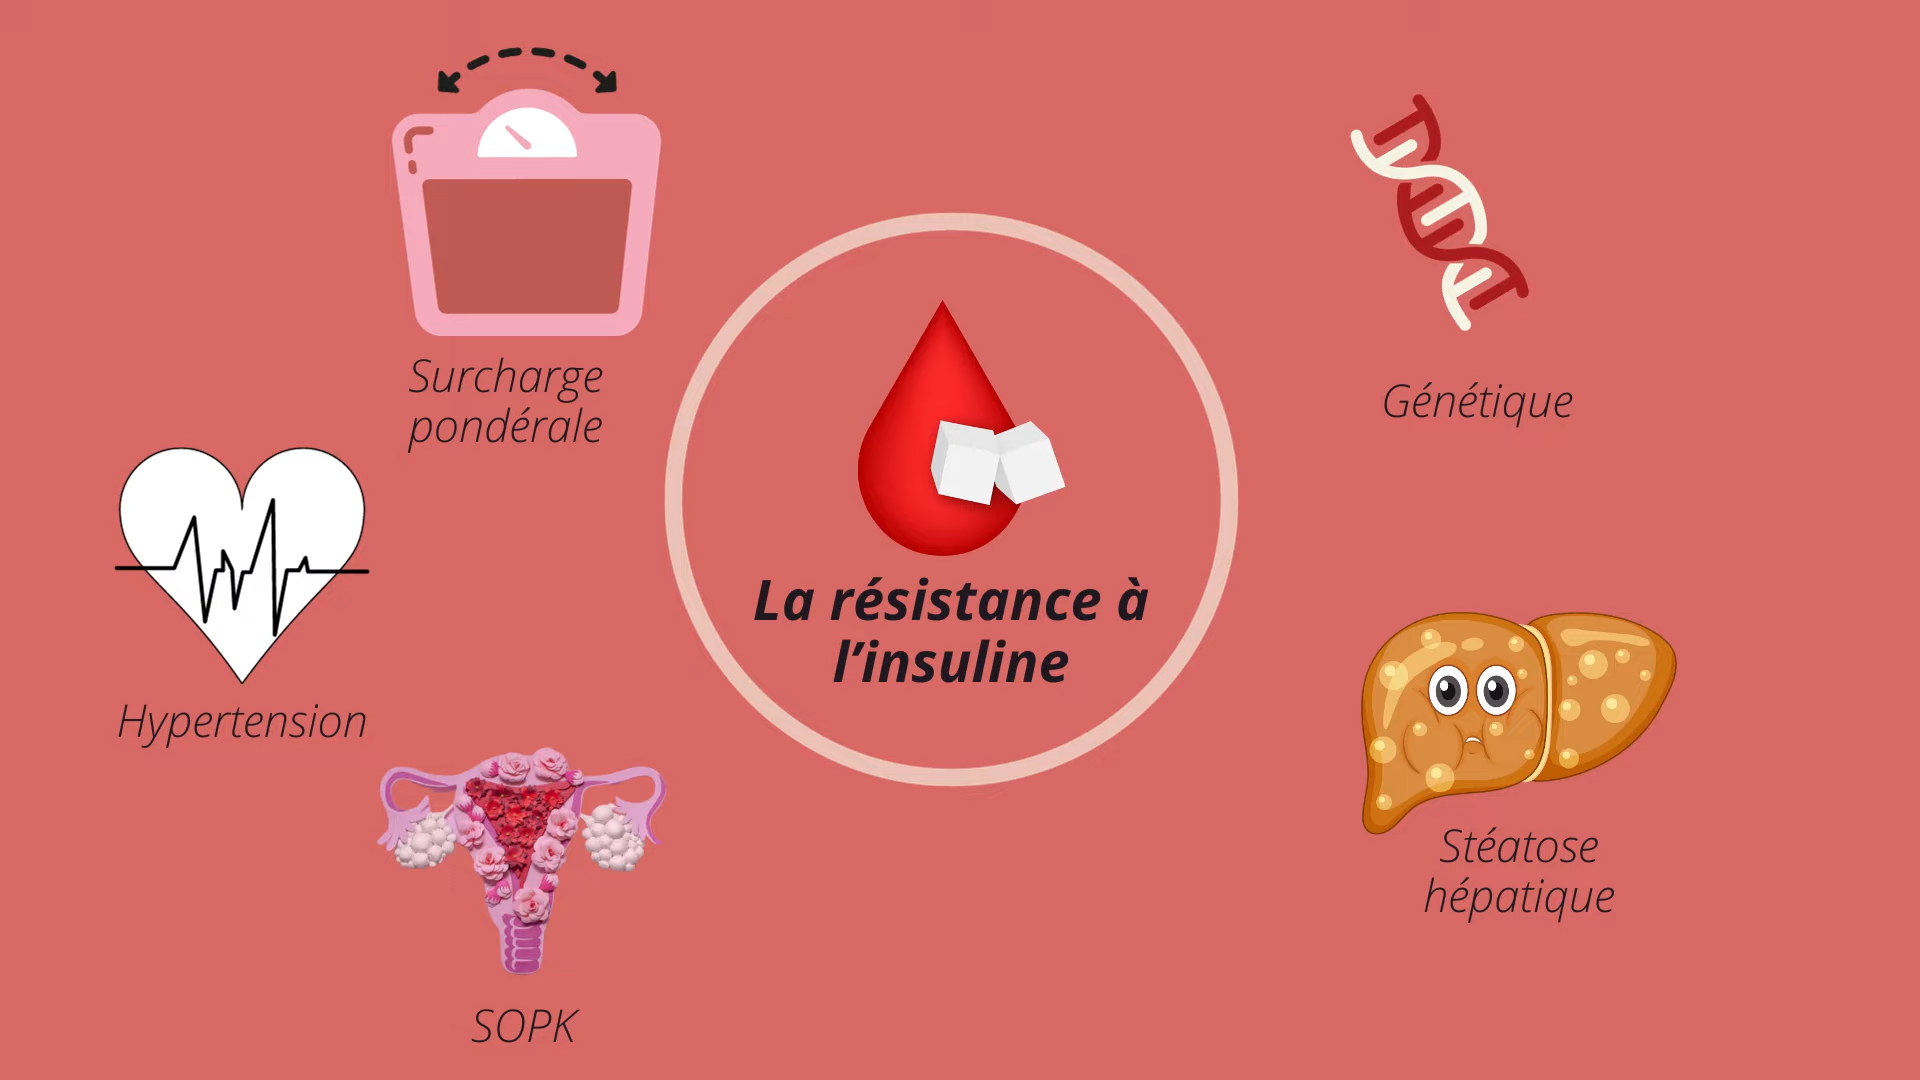 Surcharge
pondérale
Génétique
Hypertension
La résistance à
l’insuline
Stéatose
hépatique
SOPK